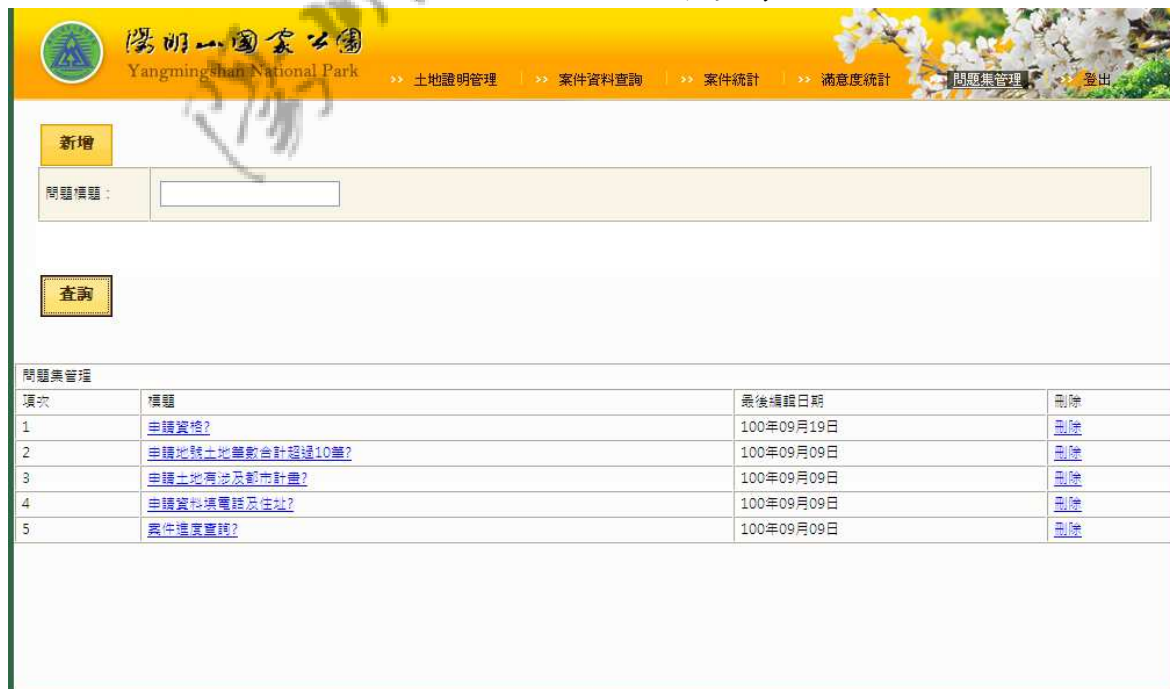 陽明山國家公園
Yangmingshan National Park
>> 土地證明管理 >> 案件資料查詢 >> 案件統計 >> 滿意度統計 >> 問題集管理 >> 登出
新增
問題標題：
查詢
問題集管理
項次 標題 最後編輯日期 刪除
1 申請資格? 100年09月19日 刪除
2 申請地號土地筆數合計超過10筆? 100年09月09日 刪除
3 申請土地有涉及都市計畫? 100年09月09日 刪除
4 申請資料填電話及住址? 100年09月09日 刪除
5 案件進度查詢? 100年09月09日 刪除